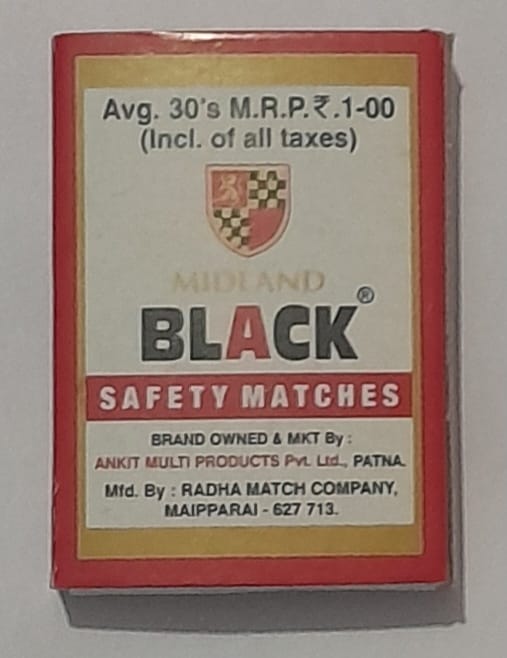 Avg. 30's M.R.P.₹.1-00
(Incl. of all taxes)
MIDLAND
BLACK®
SAFETY MATCHES
BRAND OWNED & MKT By :
ANKIT MULTI PRODUCTS Pvt. Ltd., PATNA.
Mfd. By : RADHA MATCH COMPANY,
MAIPPARAI - 627 713.